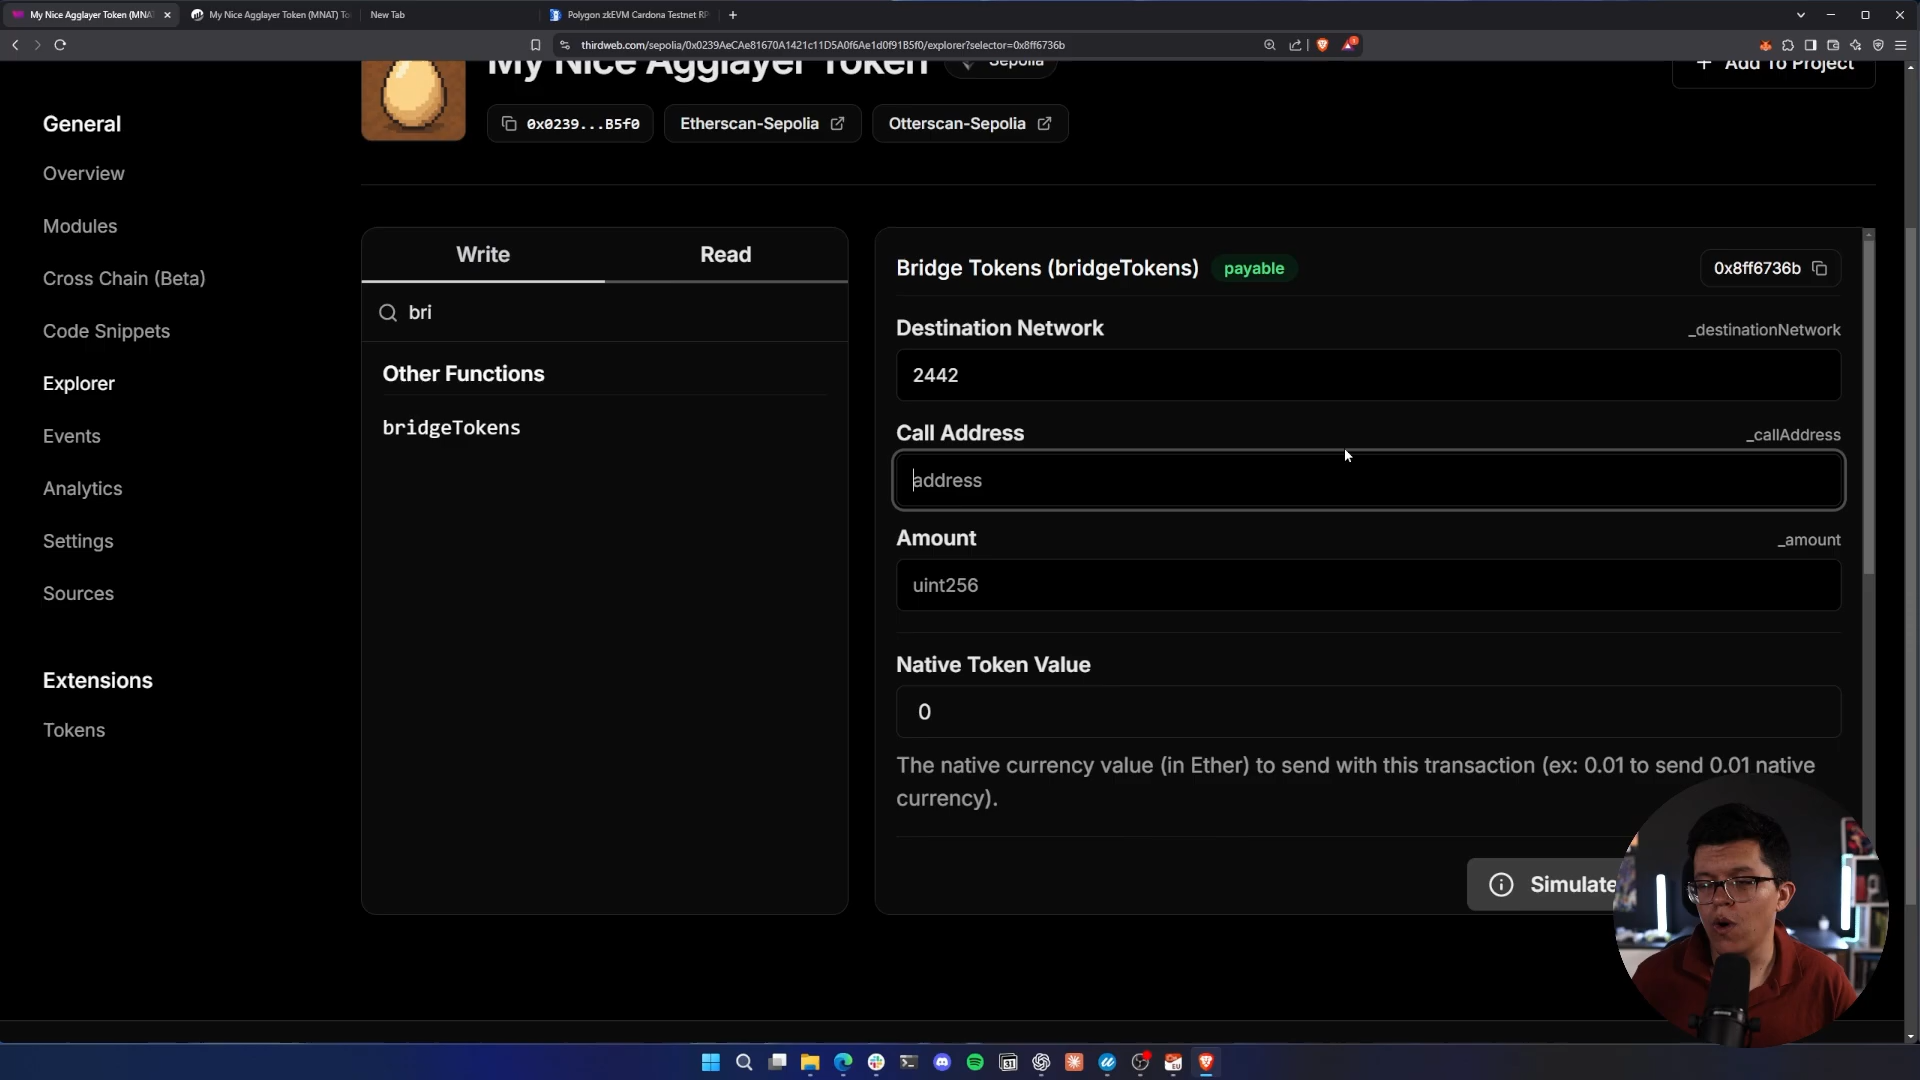 My Nice Agglayer Token (MNA
My Nice Agglayer Token (MNAT) To
New Tab
Polygon zkEVM Cardona Testnet RP
thirdweb.com/sepolia/0x0239AeCAe81670A1421c11D5A0f6Ae1d0f91B5f0/explorer?selector=0x8ff6736b
My Nice Agglayer Token
Sepolia
Add To Project
0x0239...B5f0
Etherscan-Sepolia
Otterscan-Sepolia
General
Overview
Modules
Cross Chain (Beta)
Code Snippets
Explorer
Events
Analytics
Settings
Sources
Extensions
Tokens
Write
Read
bri
Other Functions
bridgeTokens
Bridge Tokens (bridgeTokens)
payable
0x8ff6736b
Destination Network
_destinationNetwork
2442
Call Address
_callAddress
address
Amount
_amount
uint256
Native Token Value
0
The native currency value (in Ether) to send with this transaction (ex: 0.01 to send 0.01 native
currency).
Simulate